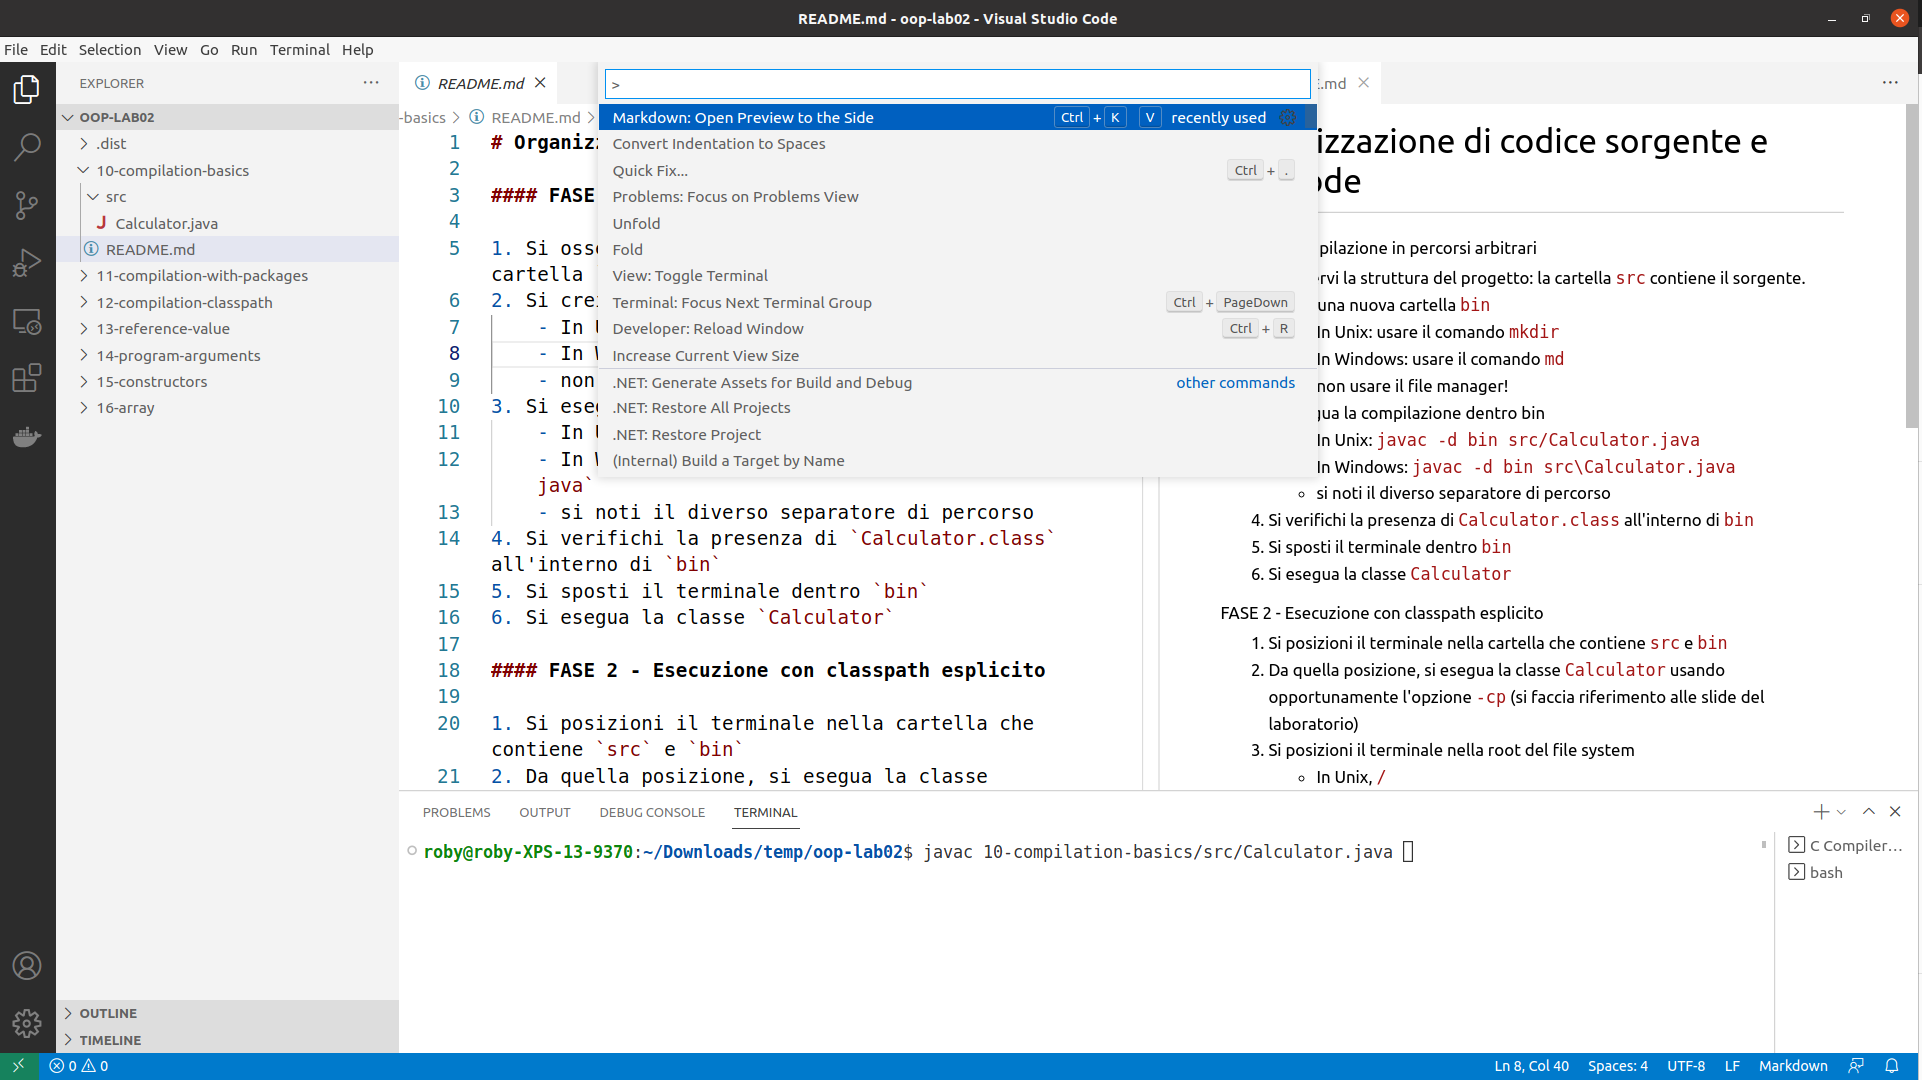 README.md - oop-lab02 - Visual Studio Code
File Edit Selection View Go Run Terminal Help
EXPLORER
OOP-LAB02
.dist
10-compilation-basics
src
J Calculator.java
README.md
11-compilation-with-packages
12-compilation-classpath
13-reference-value
14-program-arguments
15-constructors
16-array
OUTLINE
TIMELINE
README.md
-basics > README.md >
>
Markdown: Open Preview to the Side Ctrl + K V recently used
Convert Indentation to Spaces
Quick Fix... Ctrl + .
Problems: Focus on Problems View
Unfold
Fold
View: Toggle Terminal
Terminal: Focus Next Terminal Group Ctrl + PageDown
Developer: Reload Window Ctrl + R
Increase Current View Size
.NET: Generate Assets for Build and Debug other commands
.NET: Restore All Projects
.NET: Restore Project
(Internal) Build a Target by Name
1 # Organiz
2
3 #### FASE
4
5 1. Si oss
cartella
6 2. Si cre
7 - In
8 - In
9 - non
10 3. Si ese
11 - In
12 - In
java`
13 - si noti il diverso separatore di percorso
14 4. Si verifichi la presenza di `Calculator.class`
all'interno di `bin`
15 5. Si sposti il terminale dentro `bin`
16 6. Si esegua la classe `Calculator`
17
18 #### FASE 2 - Esecuzione con classpath esplicito
19
20 1. Si posizioni il terminale nella cartella che
contiene `src` e `bin`
21 2. Da quella posizione, si esegua la classe
.md
izzazione di codice sorgente e
ode
pilazione in percorsi arbitrari
ervi la struttura del progetto: la cartella src contiene il sorgente.
una nuova cartella bin
In Unix: usare il comando mkdir
In Windows: usare il comando md
non usare il file manager!
gua la compilazione dentro bin
In Unix: javac -d bin src/Calculator.java
In Windows: javac -d bin src\Calculator.java
si noti il diverso separatore di percorso
4. Si verifichi la presenza di Calculator.class all'interno di bin
5. Si sposti il terminale dentro bin
6. Si esegua la classe Calculator
FASE 2 - Esecuzione con classpath esplicito
1. Si posizioni il terminale nella cartella che contiene src e bin
2. Da quella posizione, si esegua la classe Calculator usando
opportunamente l'opzione -cp (si faccia riferimento alle slide del
laboratorio)
3. Si posizioni il terminale nella root del file system
In Unix, /
PROBLEMS OUTPUT DEBUG CONSOLE TERMINAL
roby@roby-XPS-13-9370:~/Downloads/temp/oop-lab02$ javac 10-compilation-basics/src/Calculator.java
C Compiler...
bash
0 0
Ln 8, Col 40 Spaces: 4 UTF-8 LF Markdown